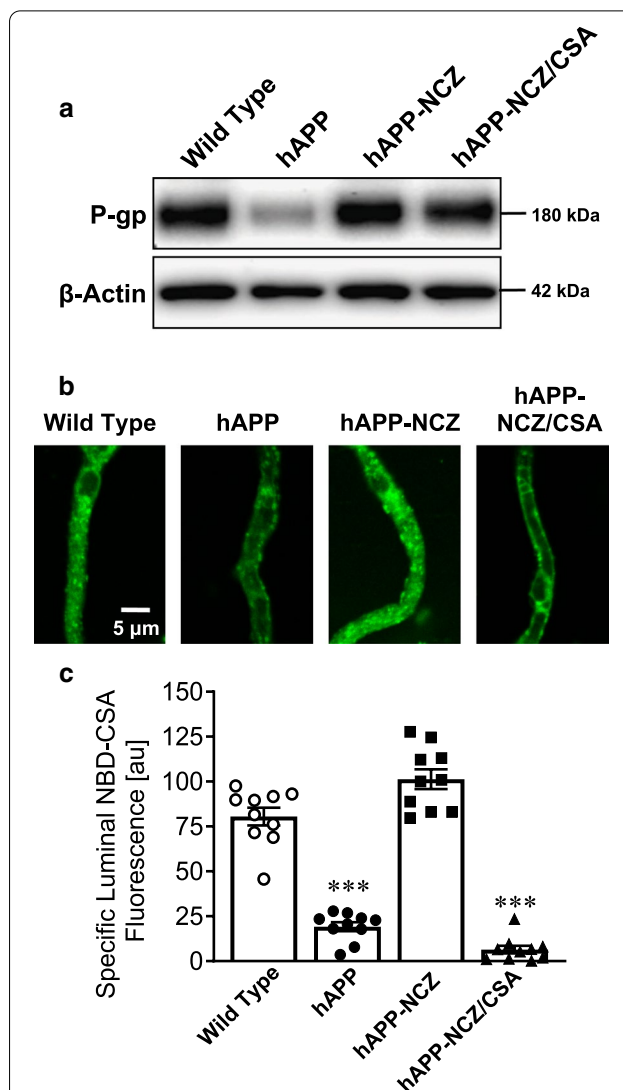 a
Wild Type
hAPP
hAPP-NCZ
hAPP-NCZ/CSA
P-gp
180 kDa
β-Actin
42 kDa
b
Wild Type
hAPP
hAPP-NCZ
hAPP-
NCZ/CSA
5 µm
c
Specific Luminal NBD-CSA
Fluorescence [au]
150
125
100
75
50
25
0
***
***
Wild Type
hAPP
hAPP-NCZ
hAPP-NCZ/CSA